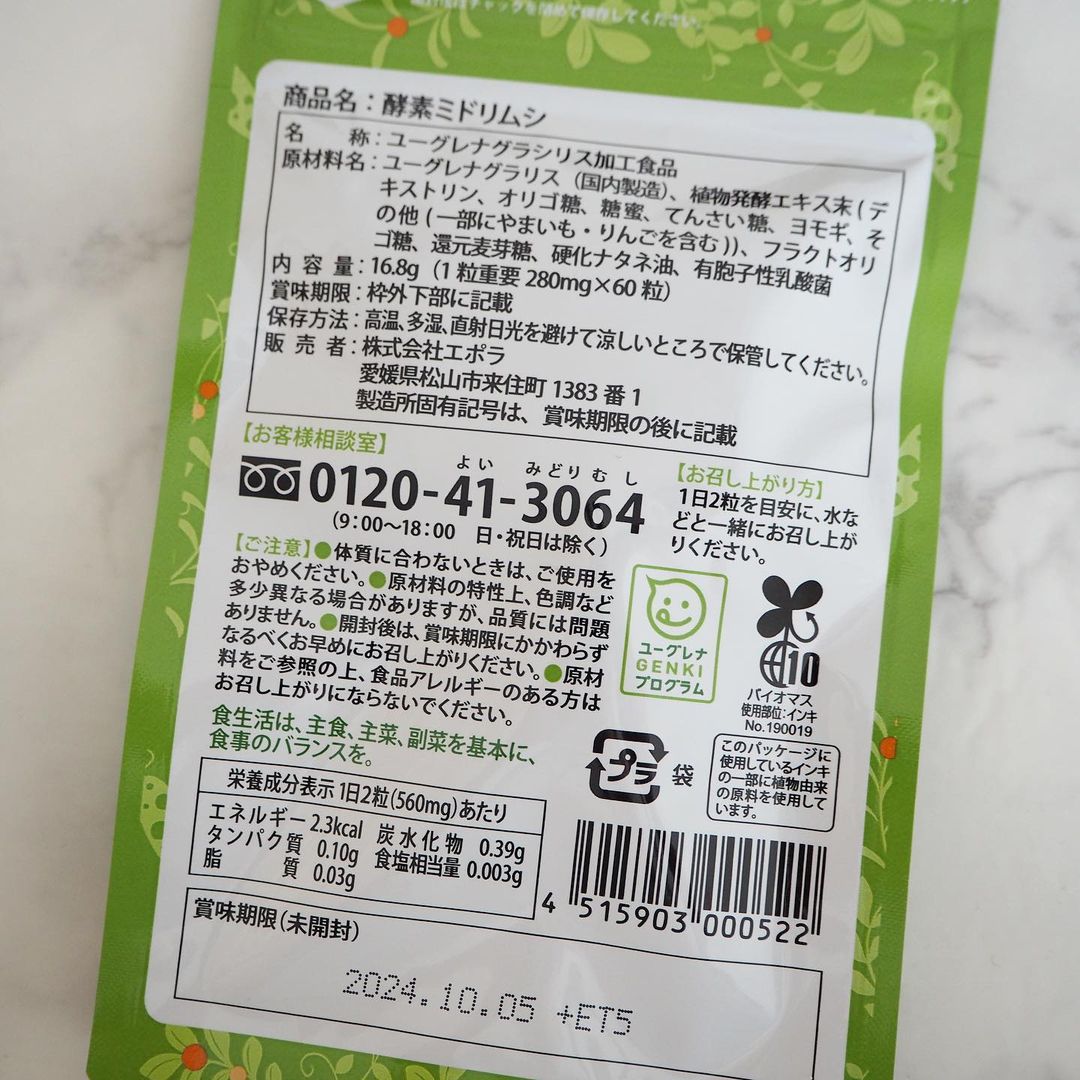 チャックを閉めて保存してください。
商品名：酵素ミドリムシ
名　　称：ユーグレナグラシリス加工食品
原材料名：ユーグレナグラリス（国内製造）、植物発酵エキス末(デ
キストリン、オリゴ糖、糖蜜、てんさい糖、ヨモギ、そ
の他(一部にやまいも・りんごを含む))、フラクトオリ
ゴ糖、還元麦芽糖、硬化ナタネ油、有胞子性乳酸菌
内 容 量：16.8g（1粒重要280mg×60粒）
賞味期限：枠外下部に記載
保存方法：高温、多湿、直射日光を避けて涼しいところで保管してください。
販 売 者：株式会社エポラ
愛媛県松山市来住町1383番1
製造所固有記号は、賞味期限の後に記載
【お客様相談室】
よい　みどりむし
0120-41-3064
（9：00〜18：00　日・祝日は除く）
【お召し上がり方】
1日2粒を目安に、水な
どと一緒にお召し上が
りください。
【ご注意】●体質に合わないときは、ご使用を
おやめください。●原材料の特性上、色調など
多少異なる場合がありますが、品質には問題
ありません。●開封後は、賞味期限にかかわらず
なるべくお早めにお召し上がりください。●原材
料をご参照の上、食品アレルギーのある方は
お召し上がりにならないでください。
食生活は、主食、主菜、副菜を基本に、
食事のバランスを。
ユーグレナ
GENKI
プログラム
10
バイオマス
使用部位：インキ
No.190019
プラ 袋
このパッケージに
使用しているインキ
の一部に植物由来
の原料を使用して
います。
栄養成分表示 1日2粒(560mg)あたり
エネルギー 2.3kcal 炭水化物 0.39g
タンパク質 0.10g 食塩相当量 0.003g
脂　　質 0.03g
4 515903 000522
賞味期限（未開封）
2024.10.05 +ET5